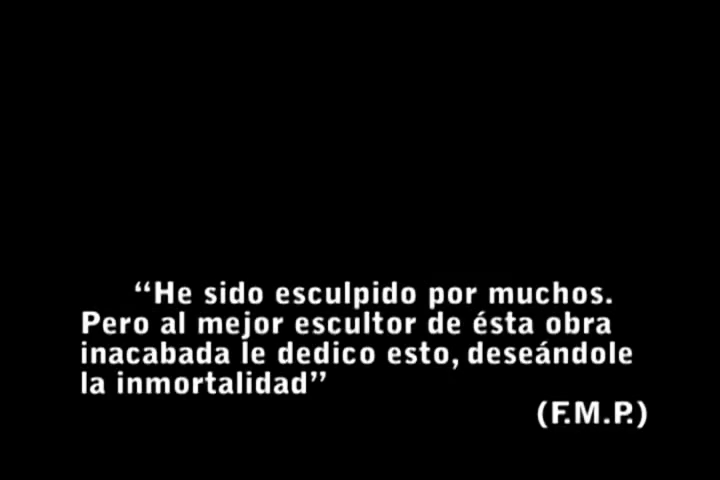 “He sido esculpido por muchos.
Pero al mejor escultor de ésta obra
inacabada le dedico esto, deseándole
la inmortalidad”
(F.M.P.)